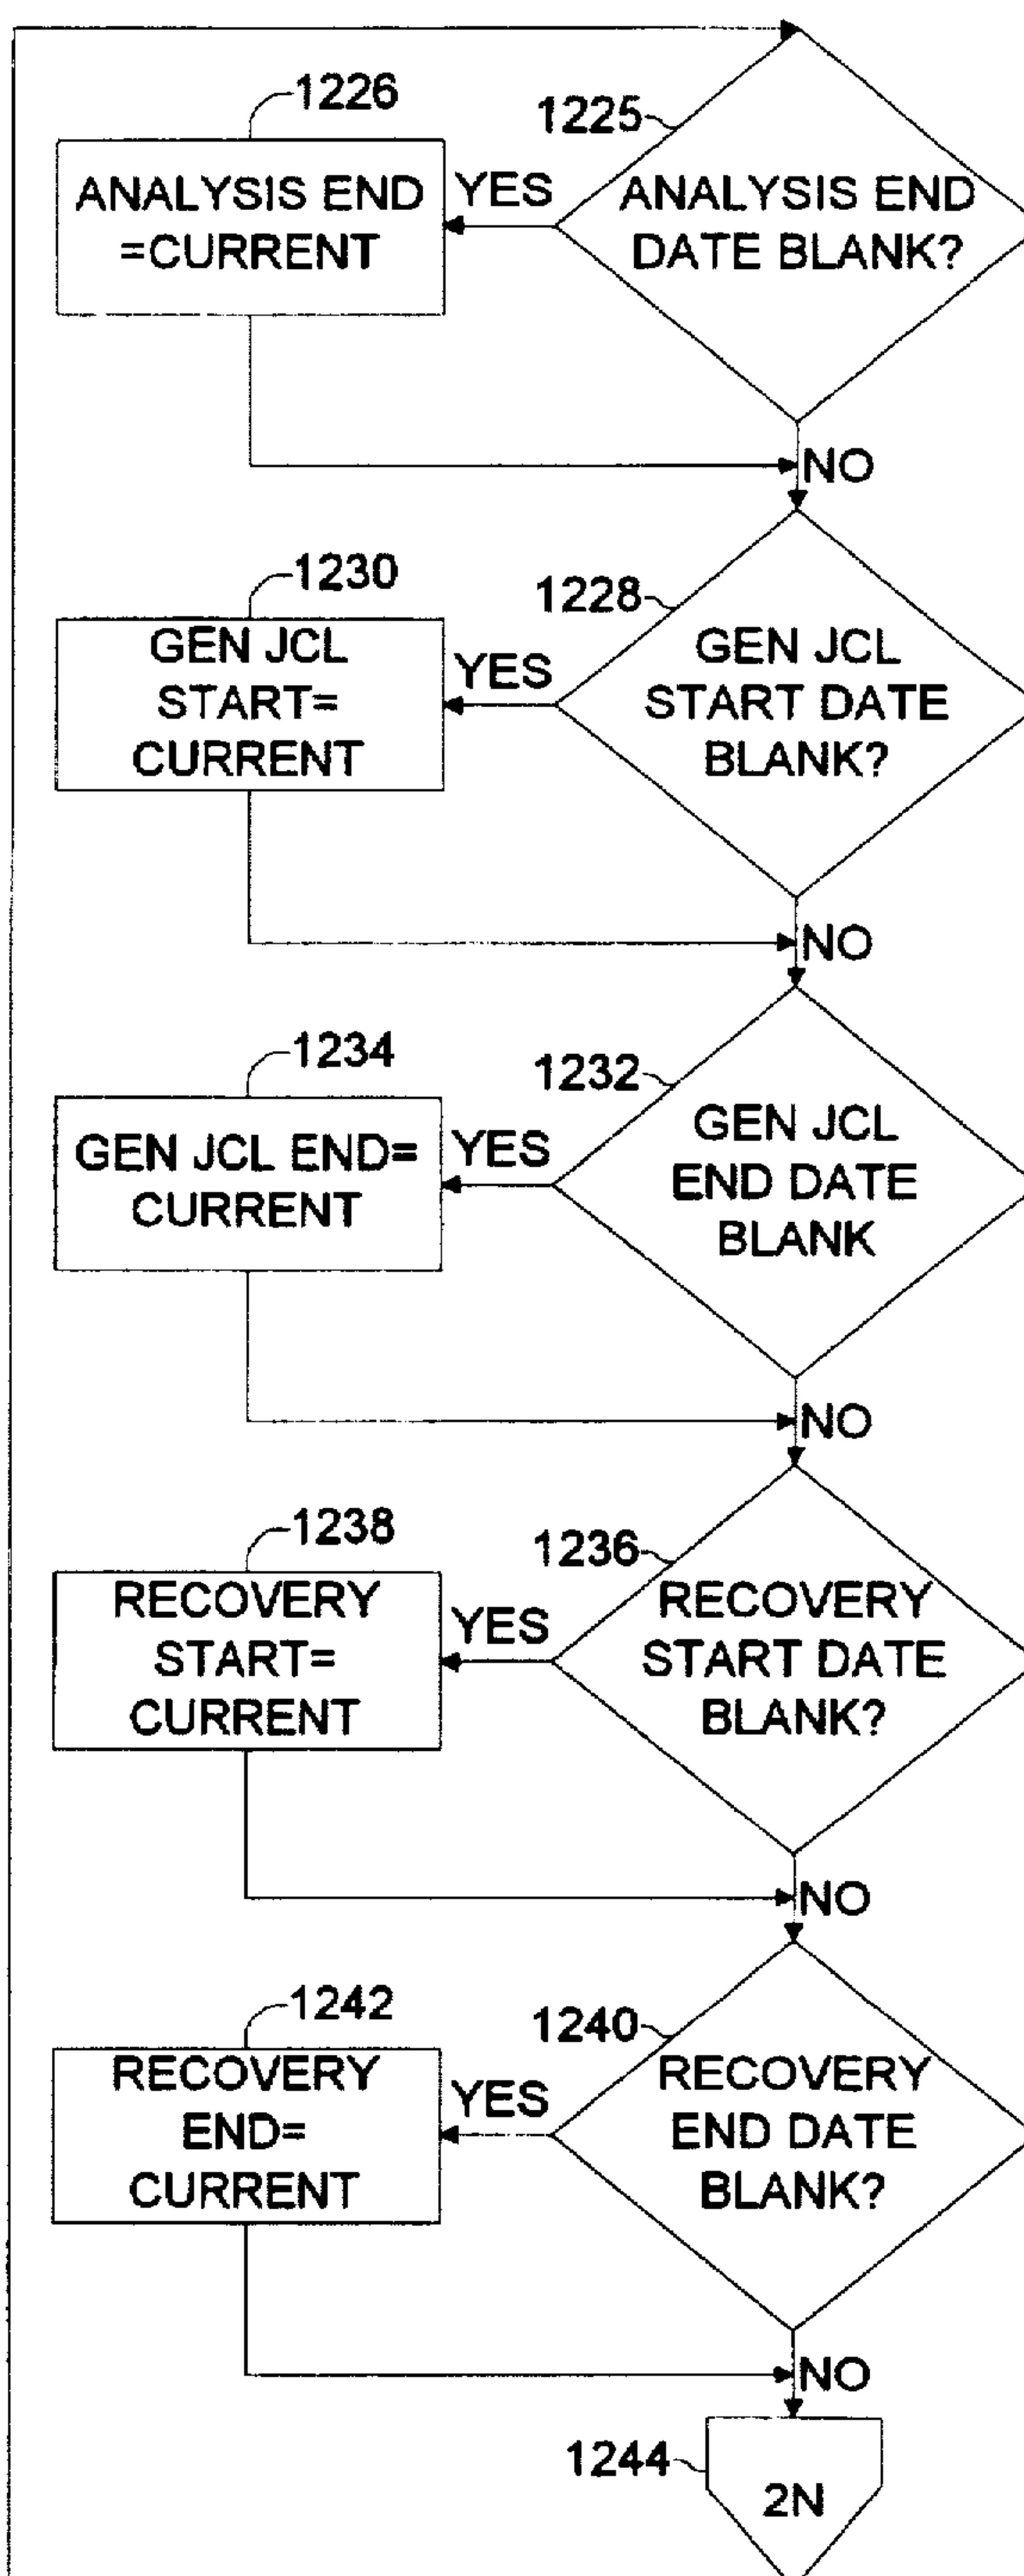 1226
1225
ANALYSIS END
=CURRENT
YES
ANALYSIS END
DATE BLANK?
NO
1230
1228
GEN JCL
START=
CURRENT
YES
GEN JCL
START DATE
BLANK?
NO
1234
1232
GEN JCL END=
CURRENT
YES
GEN JCL
END DATE
BLANK
NO
1238
1236
RECOVERY
START=
CURRENT
YES
RECOVERY
START DATE
BLANK?
NO
1242
1240
RECOVERY
END=
CURRENT
YES
RECOVERY
END DATE
BLANK?
NO
1244
2N